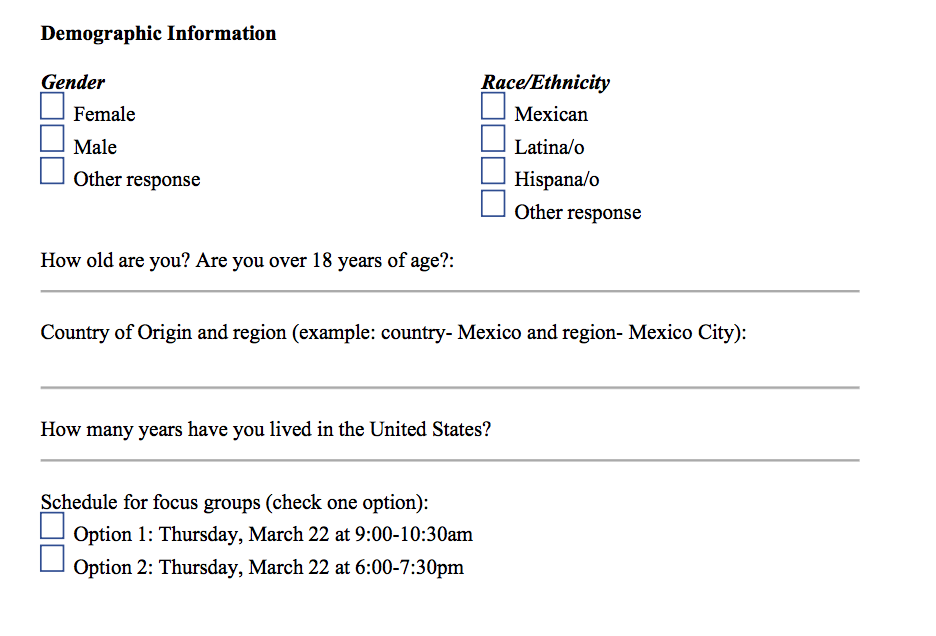 Demographic Information
Gender
Female
Male
Other response
Race/Ethnicity
Mexican
Latina/o
Hispana/o
Other response
How old are you? Are you over 18 years of age?:
Country of Origin and region (example: country- Mexico and region- Mexico City):
How many years have you lived in the United States?
Schedule for focus groups (check one option):
Option 1: Thursday, March 22 at 9:00-10:30am
Option 2: Thursday, March 22 at 6:00-7:30pm